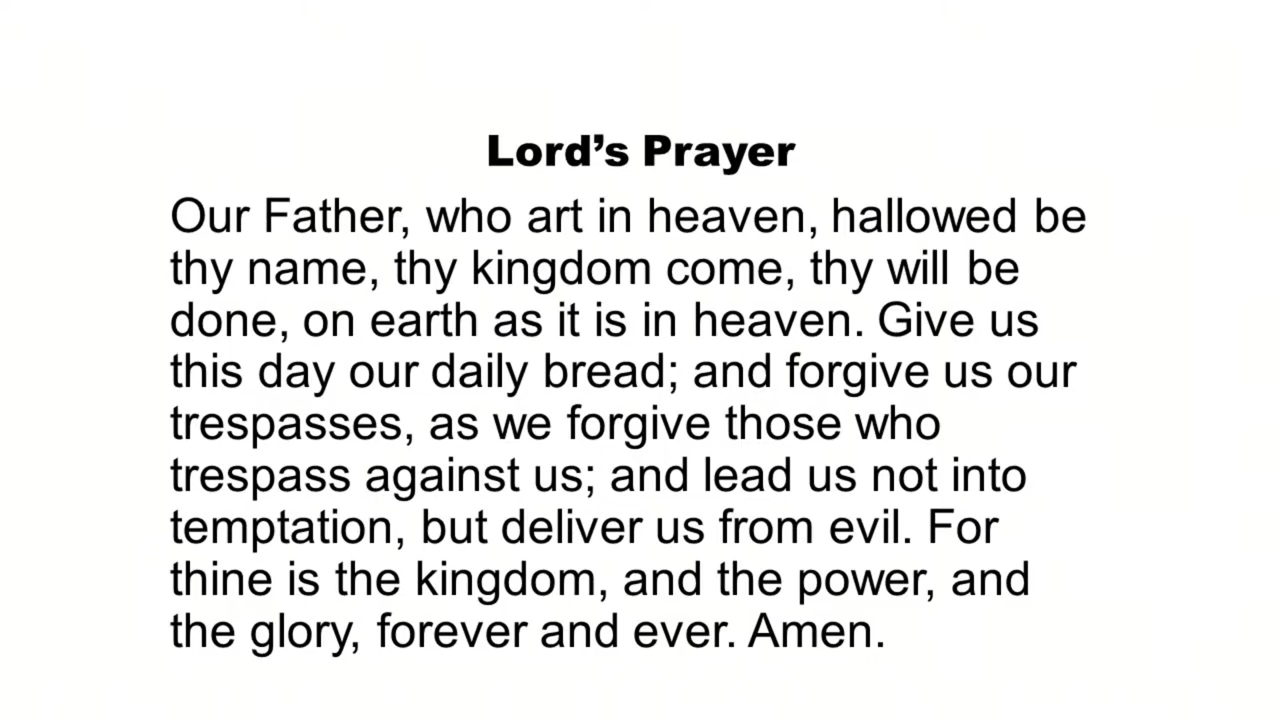 Lord’s Prayer
Our Father, who art in heaven, hallowed be
thy name, thy kingdom come, thy will be
done, on earth as it is in heaven. Give us
this day our daily bread; and forgive us our
trespasses, as we forgive those who
trespass against us; and lead us not into
temptation, but deliver us from evil. For
thine is the kingdom, and the power, and
the glory, forever and ever. Amen.